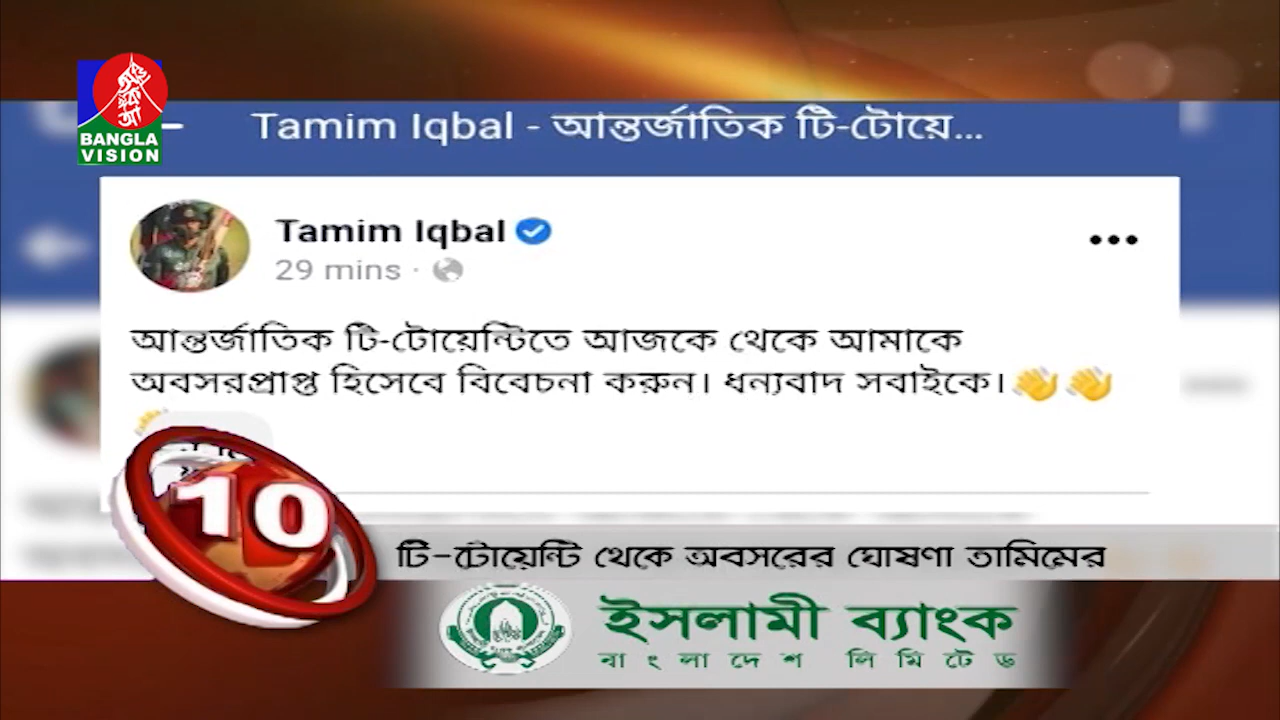 BANGLA
VISION
Tamim Iqbal - আন্তর্জাতিক টি-টোয়ে...
Tamim Iqbal
29 mins ·
আন্তর্জাতিক টি-টোয়েন্টিতে আজকে থেকে আমাকে
অবসরপ্রাপ্ত হিসেবে বিবেচনা করুন। ধন্যবাদ সবাইকে।👋👋
10
টি-টোয়েন্টি থেকে অবসরের ঘোষণা তামিমের
ইসলামী ব্যাংক
বাংলাদেশ লিমিটেড